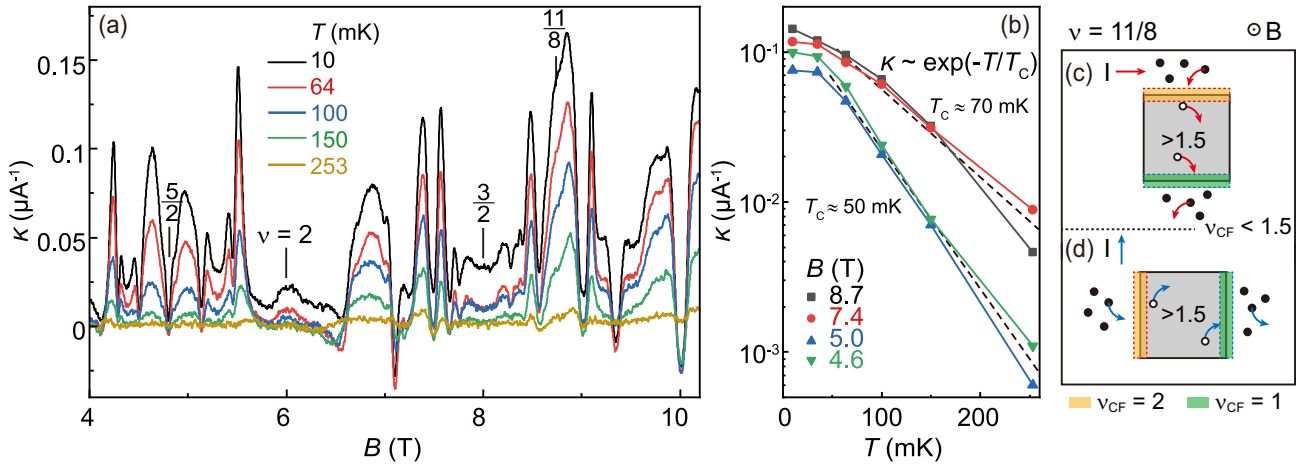 (a)
T (mK)
10
64
100
150
253
5/2
ν = 2
3/2
11/8
0.15
0.1
0.05
0
κ (μA⁻¹)
4
6
8
10
B (T)
(b)
κ ~ exp(-T/T_C)
T_C ≈ 70 mK
T_C ≈ 50 mK
B (T)
8.7
7.4
5.0
4.6
10⁻¹
10⁻²
10⁻³
κ (μA⁻¹)
0
100
200
T (mK)
ν = 11/8
B
(c)
I
>1.5
ν_CF < 1.5
(d)
I
>1.5
ν_CF = 2
ν_CF = 1